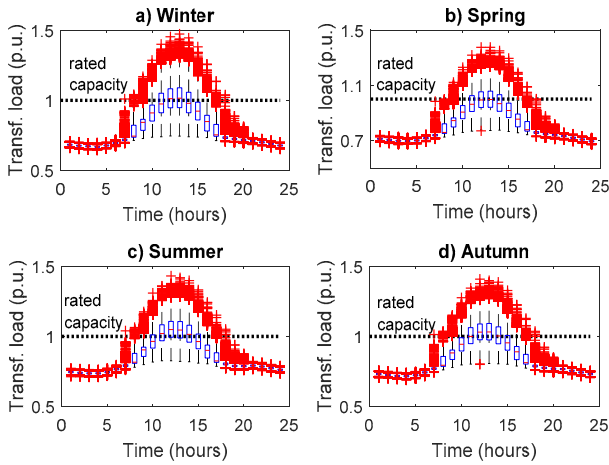 a) Winter
1.5
1
0.5
Transf. load (p.u.)
rated
capacity
0 5 10 15 20 25
Time (hours)
b) Spring
1.5
1.1
0.7
Transf. load (p.u.)
rated
capacity
0 5 10 15 20 25
Time (hours)
c) Summer
1.5
1
0.5
Transf. load (p.u.)
rated
capacity
0 5 10 15 20 25
Time (hours)
d) Autumn
1.5
1
0.5
Transf. load (p.u.)
rated
capacity
0 5 10 15 20 25
Time (hours)